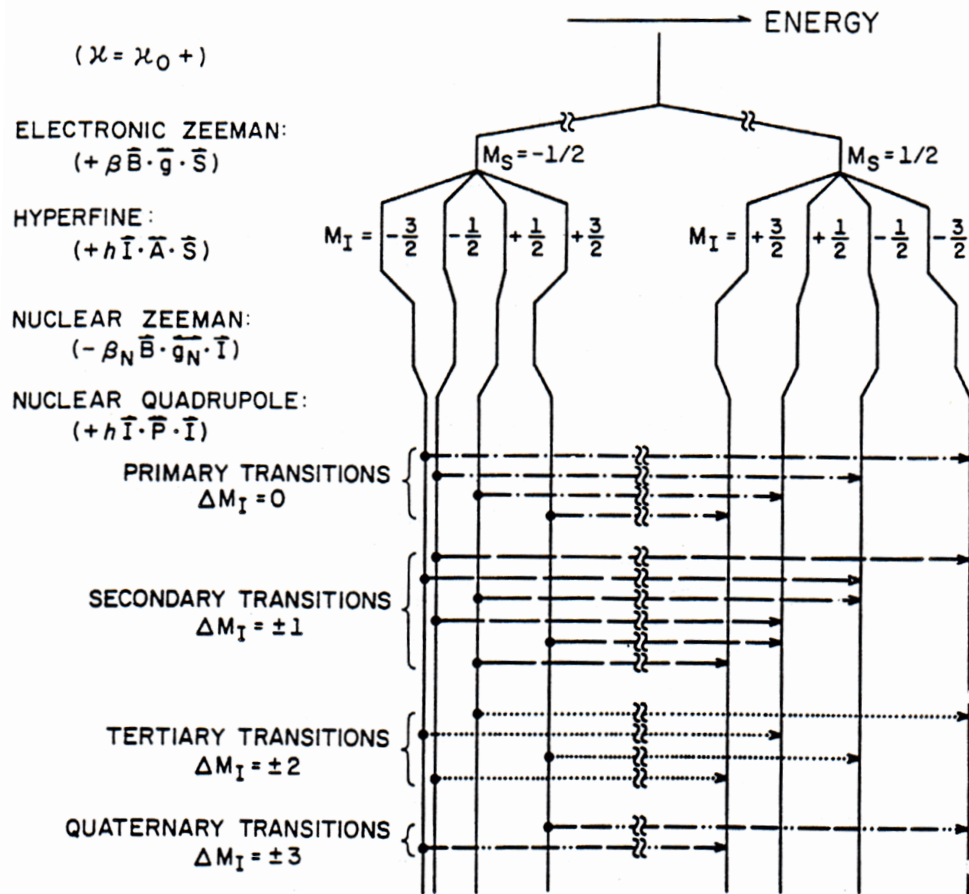 ENERGY
(ℋ = ℋ₀ +)
ELECTRONIC ZEEMAN:
(+ β B⃗ · g⃗ · S⃗)
M_S = -1/2
M_S = 1/2
HYPERFINE:
(+ h I⃗ · A⃗ · S⃗)
M_I = -3/2 -1/2 +1/2 +3/2
M_I = +3/2 +1/2 -1/2 -3/2
NUCLEAR ZEEMAN:
(- β_N B⃗ · g_N⃗ · I⃗)
NUCLEAR QUADRUPOLE:
(+ h I⃗ · P⃗ · I⃗)
PRIMARY TRANSITIONS
ΔM_I = 0
SECONDARY TRANSITIONS
ΔM_I = ±1
TERTIARY TRANSITIONS
ΔM_I = ±2
QUATERNARY TRANSITIONS
ΔM_I = ±3